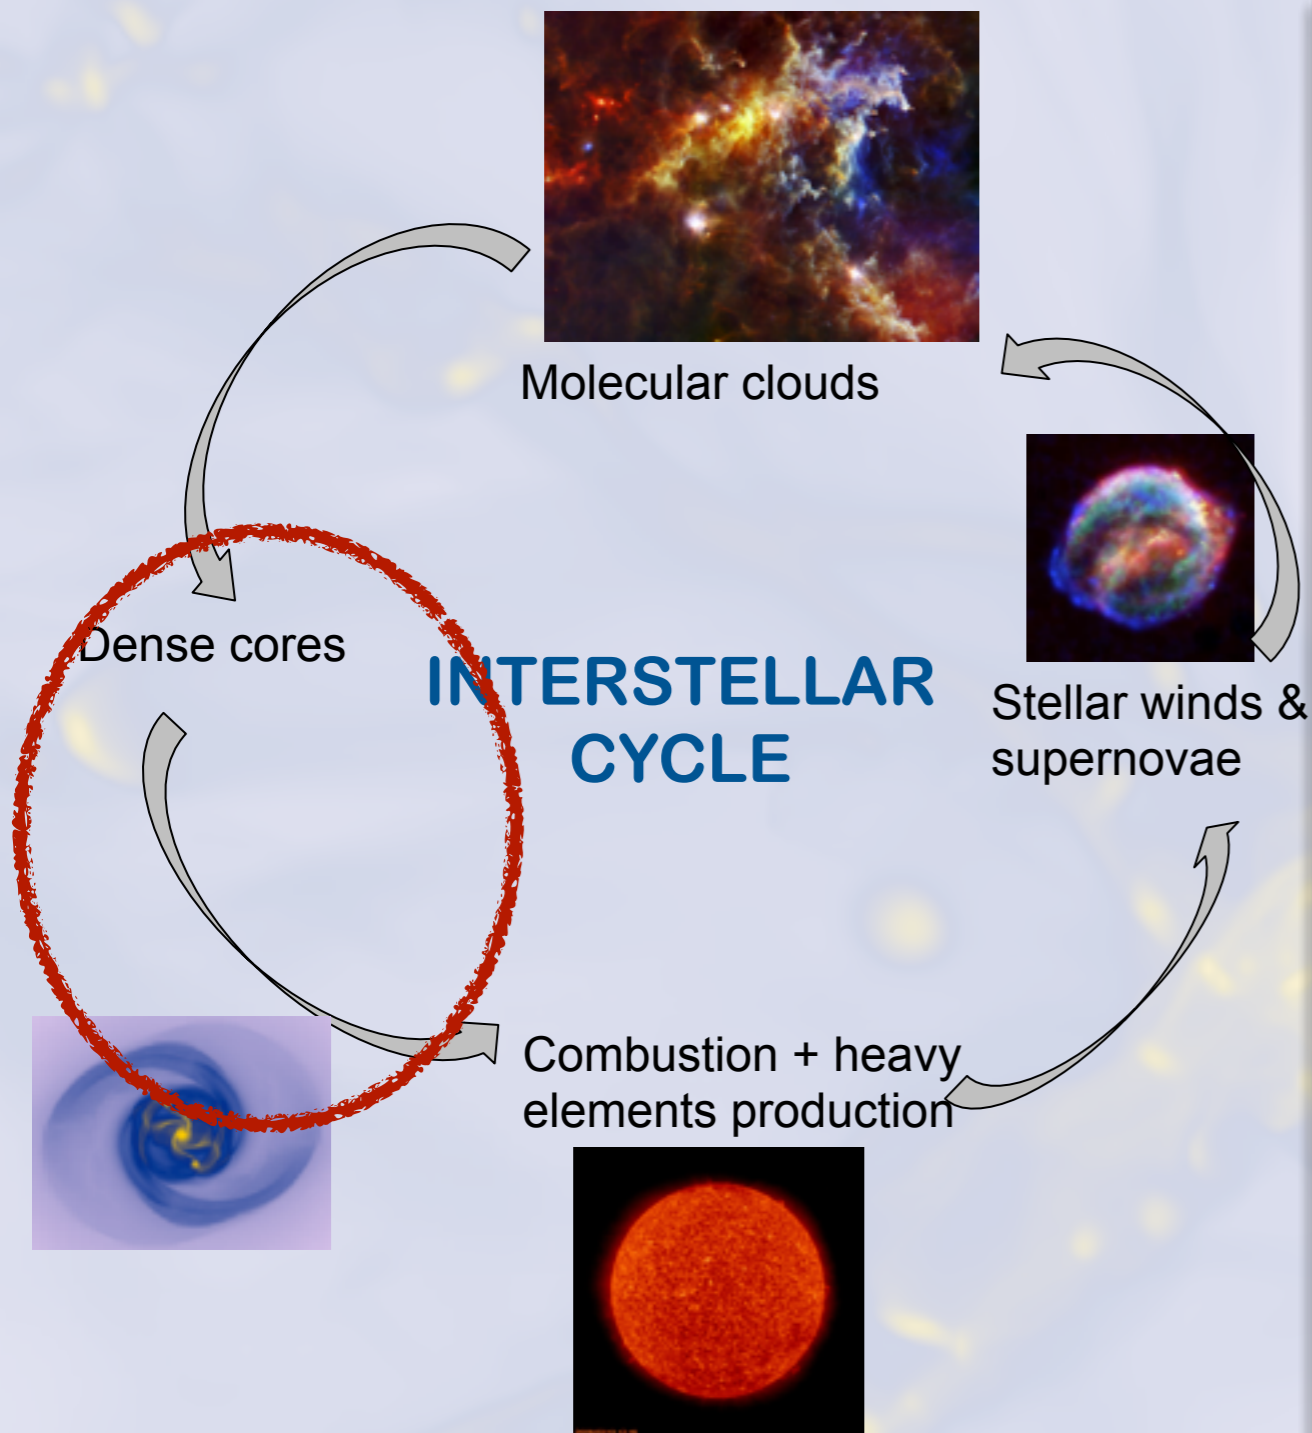 Molecular clouds
Dense cores
INTERSTELLAR
CYCLE
Stellar winds &
supernovae
Combustion + heavy
elements production